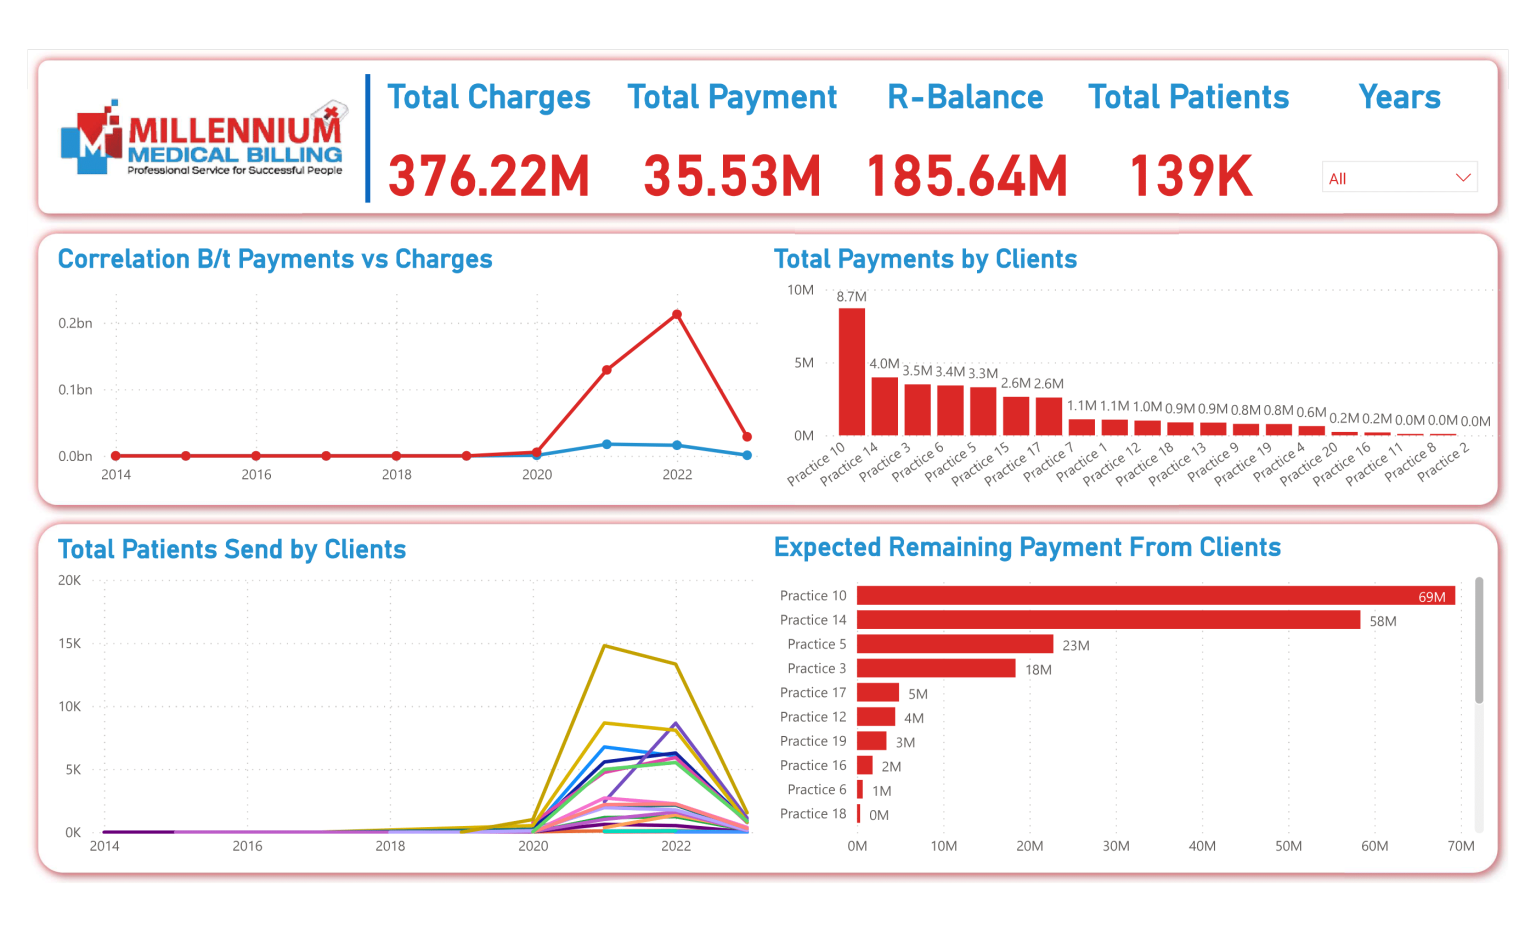 MILLENNIUM
MEDICAL BILLING
Professional Service for Successful People
Total Charges
376.22M
Total Payment
35.53M
R-Balance
185.64M
Total Patients
139K
Years
All
Correlation B/t Payments vs Charges
0.2bn
0.1bn
0.0bn
2014 2016 2018 2020 2022
Total Payments by Clients
10M
5M
0M
8.7M 4.0M 3.5M 3.4M 3.3M 2.6M 2.6M 1.1M 1.1M 1.0M 0.9M 0.9M 0.8M 0.8M 0.6M 0.2M 0.2M 0.0M 0.0M 0.0M
Practice 10
Practice 14
Practice 3
Practice 6
Practice 5
Practice 15
Practice 17
Practice 7
Practice 1
Practice 12
Practice 18
Practice 13
Practice 9
Practice 19
Practice 4
Practice 20
Practice 16
Practice 11
Practice 8
Practice 2
Total Patients Send by Clients
20K
15K
10K
5K
0K
2014 2016 2018 2020 2022
Expected Remaining Payment From Clients
Practice 10 69M
Practice 14 58M
Practice 5 23M
Practice 3 18M
Practice 17 5M
Practice 12 4M
Practice 19 3M
Practice 16 2M
Practice 6 1M
Practice 18 0M
0M 10M 20M 30M 40M 50M 60M 70M